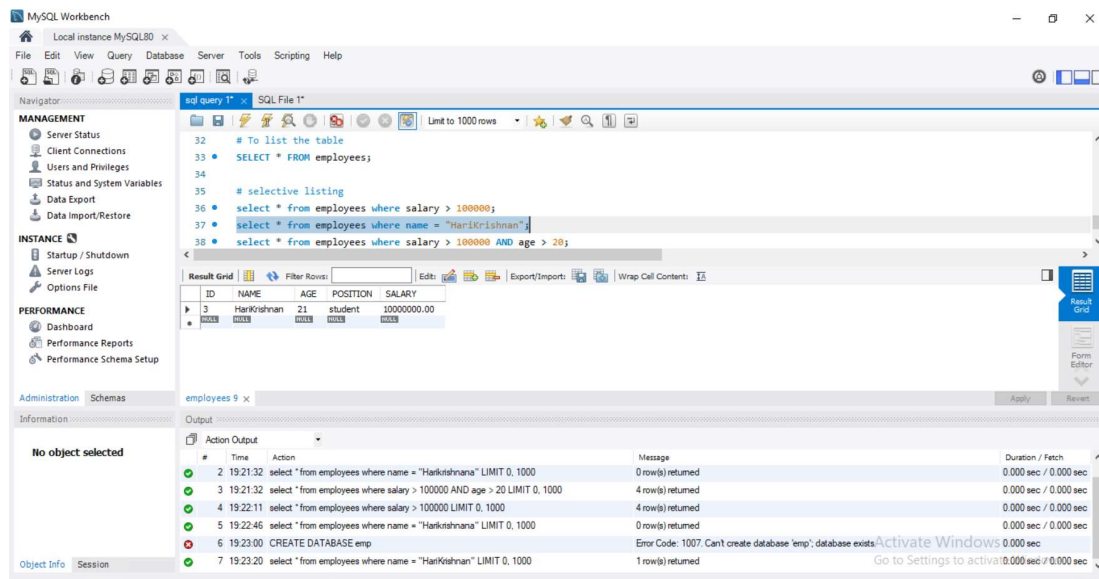 MySQL Workbench
Local instance MySQL80 ×
File Edit View Query Database Server Tools Scripting Help
Navigator
MANAGEMENT
Server Status
Client Connections
Users and Privileges
Status and System Variables
Data Export
Data Import/Restore
INSTANCE
Startup / Shutdown
Server Logs
Options File
PERFORMANCE
Dashboard
Performance Reports
Performance Schema Setup
Administration Schemas
Information
No object selected
Object Info Session
sql query 1* × SQL File 1*
Limit to 1000 rows
32 # To list the table
33 SELECT * FROM employees;
34
35 # selective listing
36 select * from employees where salary > 100000;
37 select * from employees where name = "HariKrishnan";
38 select * from employees where salary > 100000 AND age > 20;
Result Grid Filter Rows: Edit: Export/Import: Wrap Cell Content:
ID NAME AGE POSITION SALARY
3 HariKrishnan 21 student 10000000.00
NULL NULL NULL NULL NULL
Result Grid
Form Editor
employees 9 × Apply Revert
Output
Action Output
# Time Action Message Duration / Fetch
2 19:21:32 select * from employees where name = "Harikrishnana" LIMIT 0, 1000 0 row(s) returned 0.000 sec / 0.000 sec
3 19:21:32 select * from employees where salary > 100000 AND age > 20 LIMIT 0, 1000 4 row(s) returned 0.000 sec / 0.000 sec
4 19:22:11 select * from employees where salary > 100000 LIMIT 0, 1000 4 row(s) returned 0.000 sec / 0.000 sec
5 19:22:46 select * from employees where name = "Harikrishnana" LIMIT 0, 1000 0 row(s) returned 0.000 sec / 0.000 sec
6 19:23:00 CREATE DATABASE emp Error Code: 1007. Can't create database 'emp'; database exists 0.000 sec
7 19:23:20 select * from employees where name = "HariKrishnan" LIMIT 0, 1000 1 row(s) returned 0.000 sec / 0.000 sec
Activate Windows
Go to Settings to activate Windows.